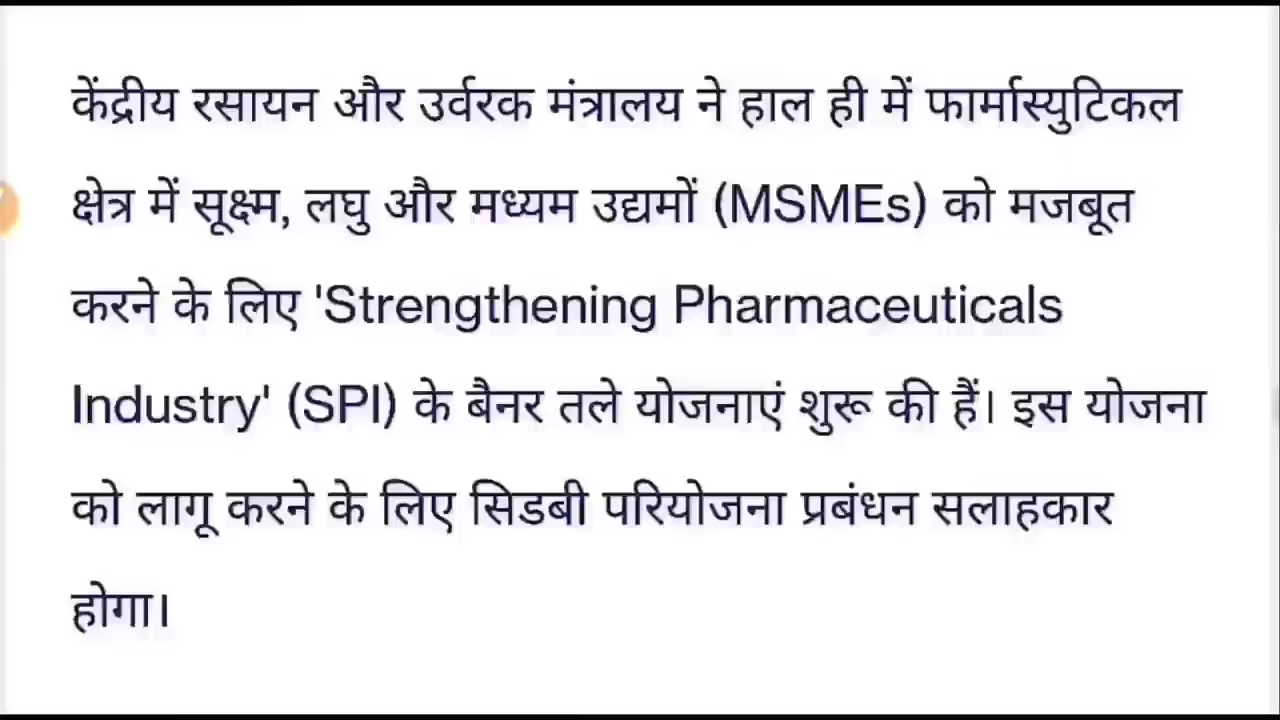 केंद्रीय रसायन और उर्वरक मंत्रालय ने हाल ही में फार्मास्युटिकल
क्षेत्र में सूक्ष्म, लघु और मध्यम उद्यमों (MSMEs) को मजबूत
करने के लिए 'Strengthening Pharmaceuticals
Industry' (SPI) के बैनर तले योजनाएं शुरू की हैं। इस योजना
को लागू करने के लिए सिडबी परियोजना प्रबंधन सलाहकार
होगा।